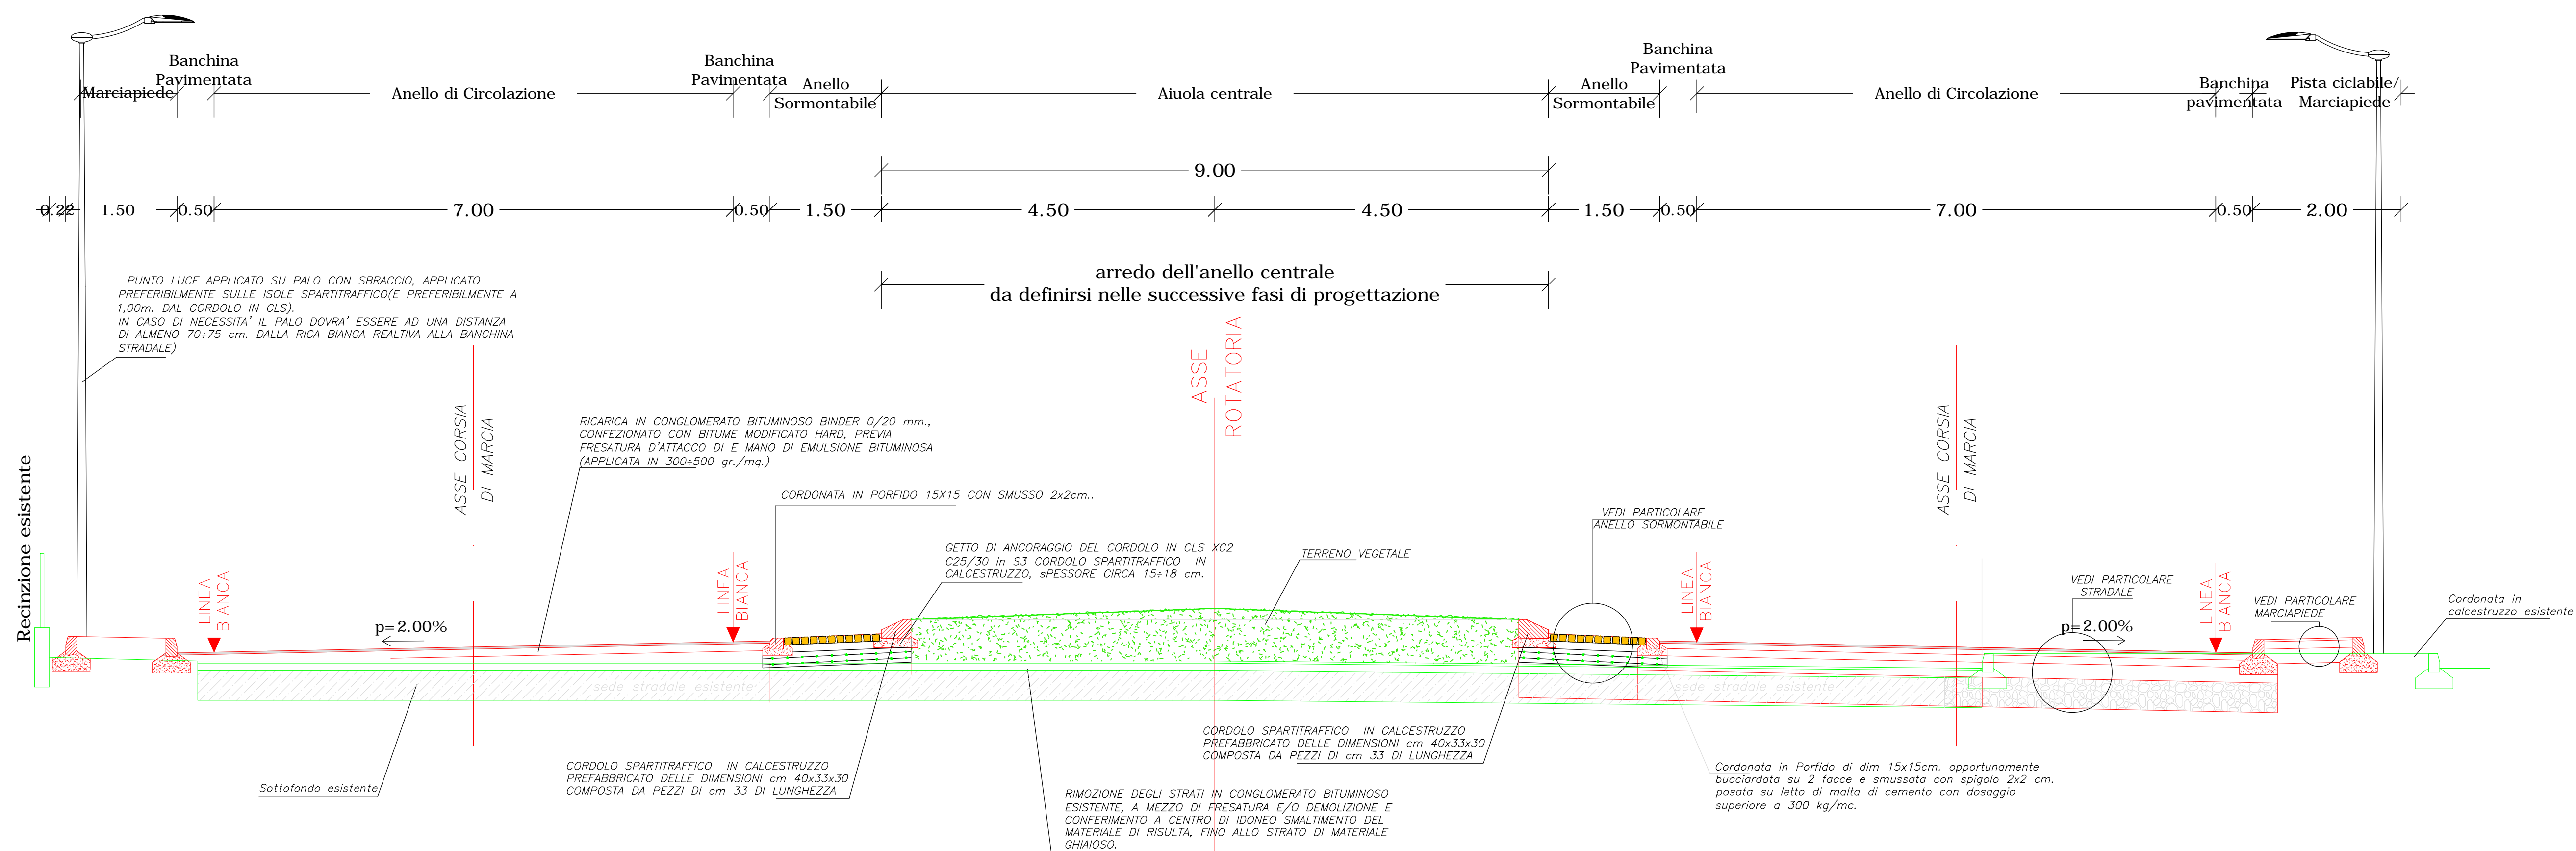 Banchina
Pavimentata
Marciapiede
Anello di Circolazione
Banchina
Pavimentata
Anello
Sormontabile
Aiuola centrale
Anello
Sormontabile
Banchina
Pavimentata
Anello di Circolazione
Banchina
pavimentata
Pista ciclabile/
Marciapiede
9.00
0.22
1.50
0.50
7.00
0.50
1.50
4.50
4.50
1.50
0.50
7.00
0.50
2.00
arredo dell'anello centrale
da definirsi nelle successive fasi di progettazione
PUNTO LUCE APPLICATO SU PALO CON SBRACCIO, APPLICATO
PREFERIBILMENTE SULLE ISOLE SPARTITRAFFICO(E PREFERIBILMENTE A
1,00m. DAL CORDOLO IN CLS).
IN CASO DI NECESSITA' IL PALO DOVRA' ESSERE AD UNA DISTANZA
DI ALMENO 70÷75 cm. DALLA RIGA BIANCA REALTIVA ALLA BANCHINA
STRADALE)
ASSE
ROTATORIA
ASSE CORSIA
DI MARCIA
RICARICA IN CONGLOMERATO BITUMINOSO BINDER 0/20 mm.,
CONFEZIONATO CON BITUME MODIFICATO HARD, PREVIA
FRESATURA D'ATTACCO DI E MANO DI EMULSIONE BITUMINOSA
(APPLICATA IN 300÷500 gr./mq.)
ASSE CORSIA
DI MARCIA
Recinzione esistente
CORDONATA IN PORFIDO 15X15 CON SMUSSO 2x2cm..
VEDI PARTICOLARE
ANELLO SORMONTABILE
GETTO DI ANCORAGGIO DEL CORDOLO IN CLS XC2
C25/30 in S3 CORDOLO SPARTITRAFFICO IN
CALCESTRUZZO, sPESSORE CIRCA 15÷18 cm.
TERRENO VEGETALE
LINEA
BIANCA
LINEA
BIANCA
LINEA
BIANCA
LINEA
BIANCA
VEDI PARTICOLARE
STRADALE
VEDI PARTICOLARE
MARCIAPIEDE
Cordonata in
calcestruzzo esistente
p=2.00%
p=2.00%
sede stradale esistente
sede stradale esistente
Sottofondo esistente
CORDOLO SPARTITRAFFICO IN CALCESTRUZZO
PREFABBRICATO DELLE DIMENSIONI cm 40x33x30
COMPOSTA DA PEZZI DI cm 33 DI LUNGHEZZA
CORDOLO SPARTITRAFFICO IN CALCESTRUZZO
PREFABBRICATO DELLE DIMENSIONI cm 40x33x30
COMPOSTA DA PEZZI DI cm 33 DI LUNGHEZZA
RIMOZIONE DEGLI STRATI IN CONGLOMERATO BITUMINOSO
ESISTENTE, A MEZZO DI FRESATURA E/O DEMOLIZIONE E
CONFERIMENTO A CENTRO DI IDONEO SMALTIMENTO DEL
MATERIALE DI RISULTA, FINO ALLO STRATO DI MATERIALE
GHIAIOSO.
Cordonata in Porfido di dim 15x15cm. opportunamente
bucciardata su 2 facce e smussata con spigolo 2x2 cm.
posata su letto di malta di cemento con dosaggio
superiore a 300 kg/mc.